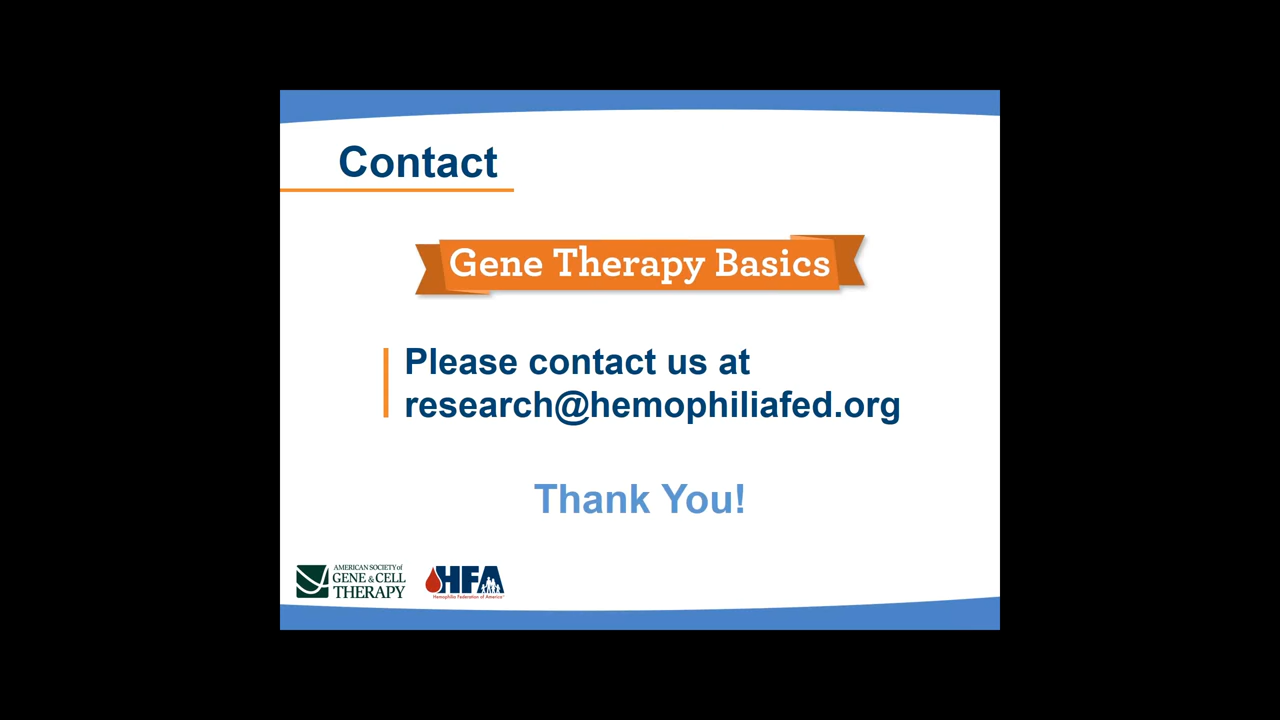 Contact
Gene Therapy Basics
Please contact us at
research@hemophiliafed.org
Thank You!
AMERICAN SOCIETY of
GENE & CELL
THERAPY
HFA
Hemophilia Federation of America